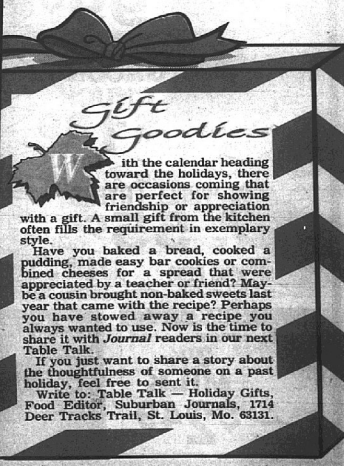 Gift
Goodies
With the calendar heading
toward the holidays, there
are occasions coming that
are perfect for showing
friendship or appreciation
with a gift. A small gift from the kitchen
often fills the requirement in exemplary
style.
Have you baked a bread, cooked a
pudding, made easy bar cookies or com-
bined cheeses for a spread that were
appreciated by a teacher or friend? May-
be a cousin brought non-baked sweets last
year that came with the recipe? Perhaps
you have stowed away a recipe you
always wanted to use. Now is the time to
share it with Journal readers in our next
Table Talk.
If you just want to share a story about
the thoughtfulness of someone on a past
holiday, feel free to sent it.
Write to: Table Talk — Holiday Gifts,
Food Editor, Suburban Journals, 1714
Deer Tracks Trail, St. Louis, Mo. 63131.